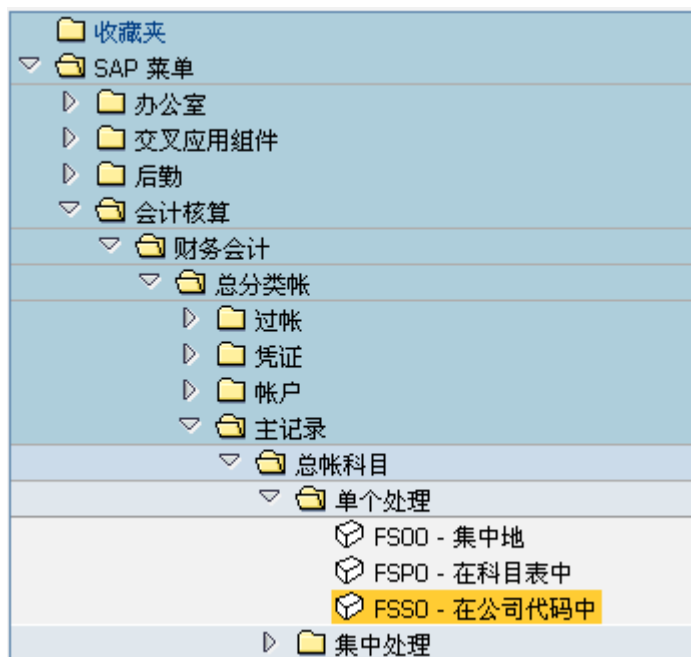 收藏夹
SAP 菜单
办公室
交叉应用组件
后勤
会计核算
财务会计
总分类帐
过帐
凭证
帐户
主记录
总帐科目
单个处理
FS00 - 集中地
FSP0 - 在科目表中
FSS0 - 在公司代码中
集中处理